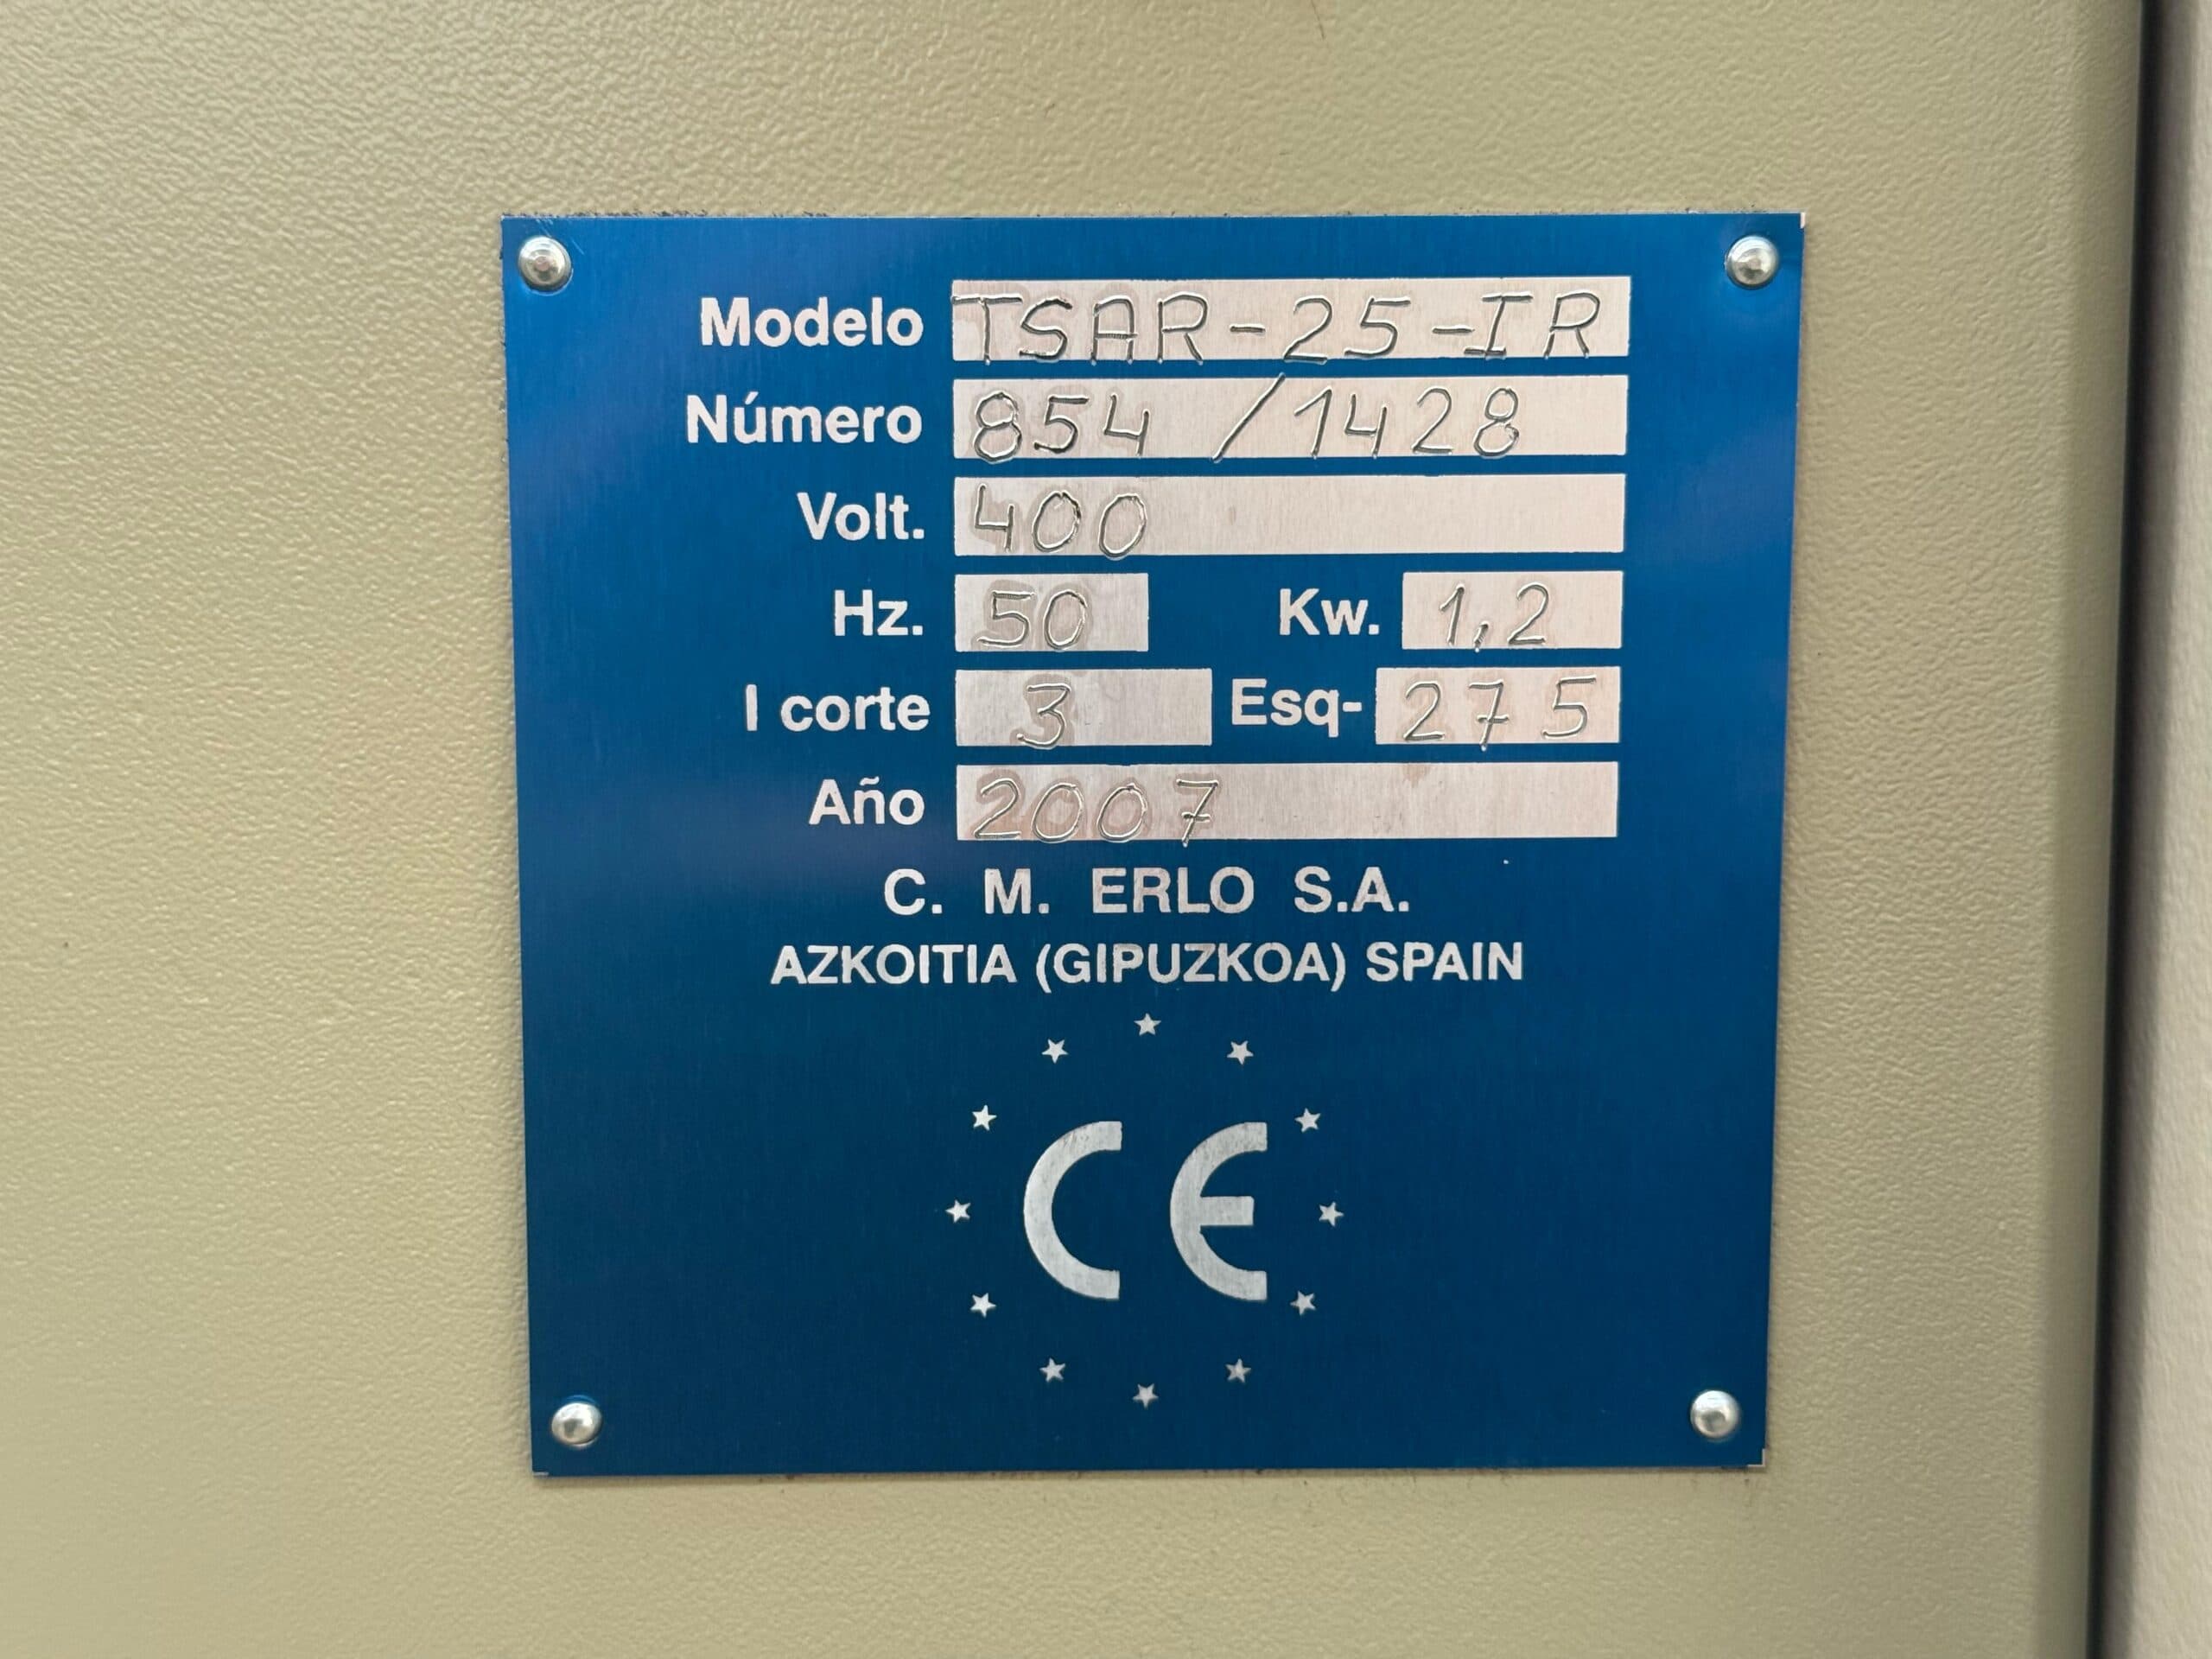 Modelo TSAR-25-IR
Número 854 /1428
Volt. 400
Hz. 50 Kw. 1,2
I corte 3 Esq- 275
Año 2007
C. M. ERLO S.A.
AZKOITIA (GIPUZKOA) SPAIN
CE